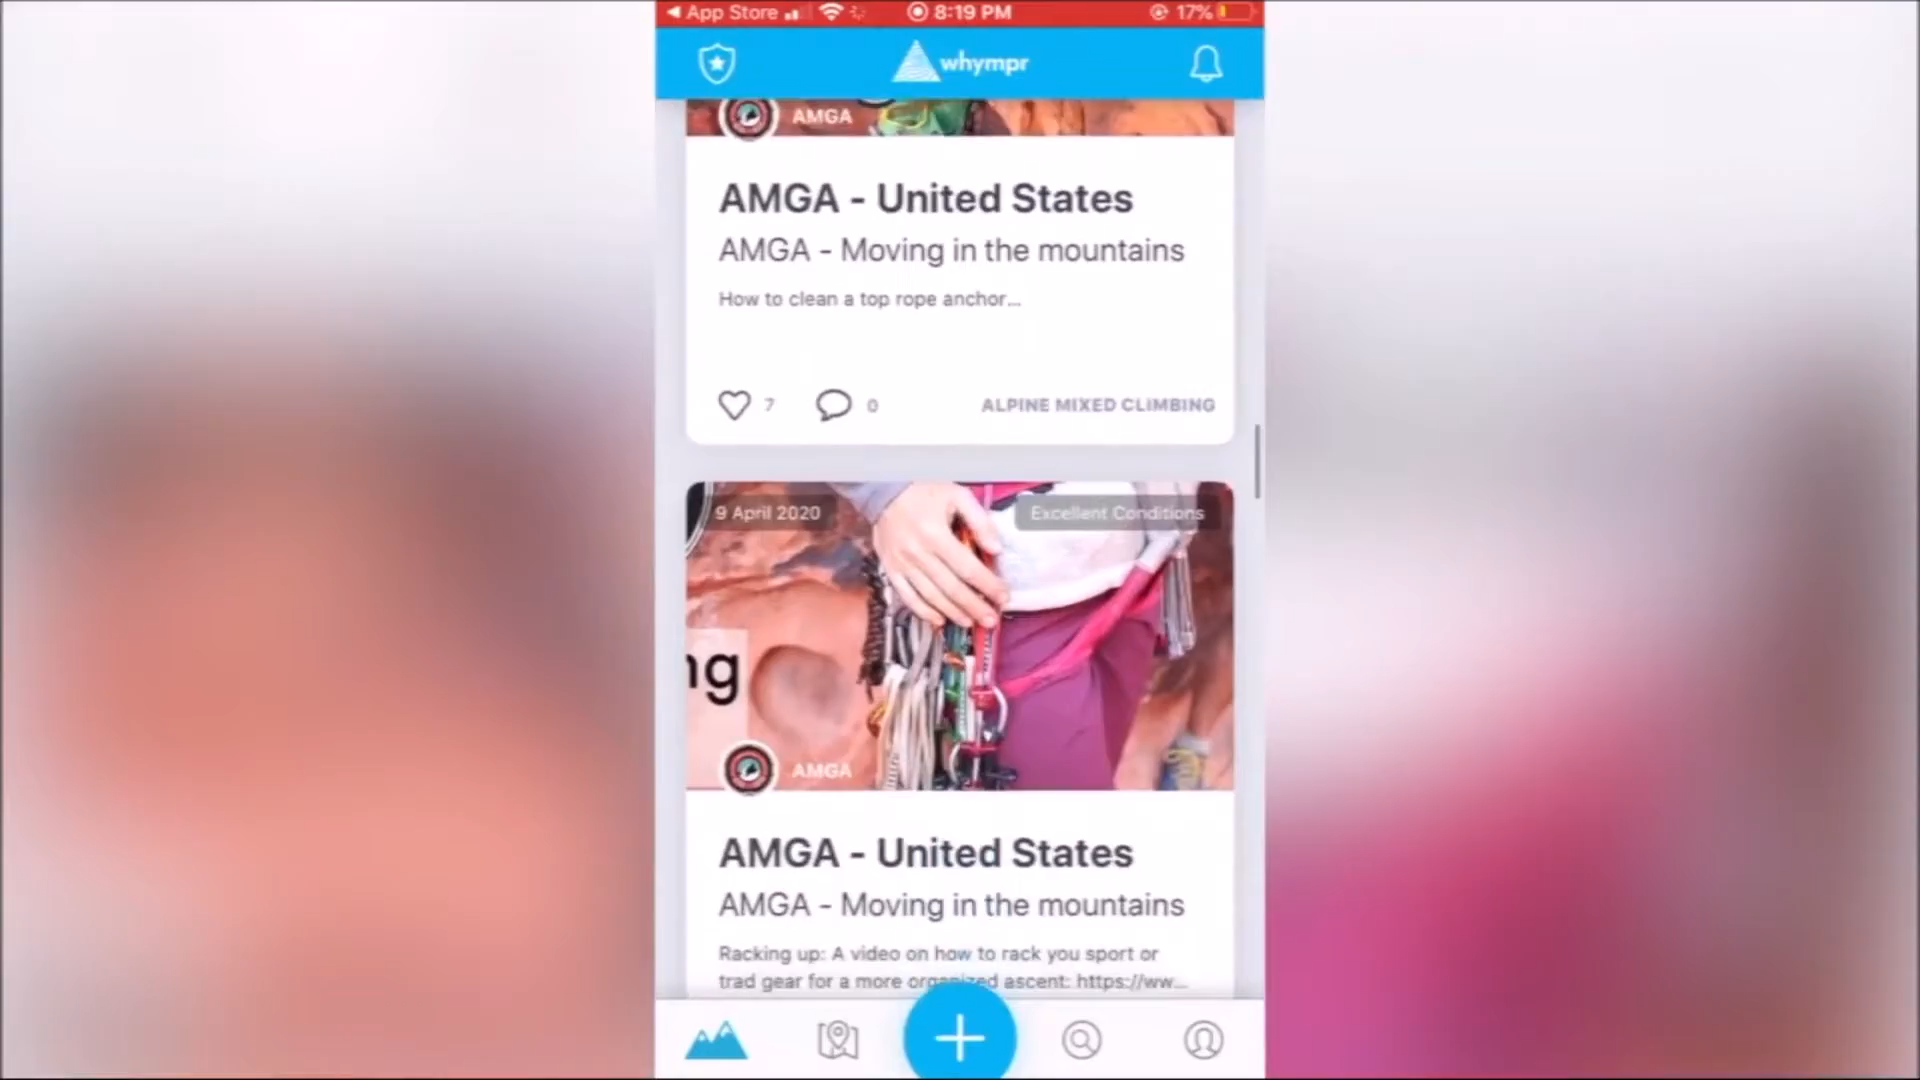 App Store
8:19 PM
17%
whympr
AMGA
AMGA - United States
AMGA - Moving in the mountains
How to clean a top rope anchor...
7
0
ALPINE MIXED CLIMBING
9 April 2020
Excellent Conditions
ng
AMGA
AMGA - United States
AMGA - Moving in the mountains
Racking up: A video on how to rack you sport or
trad gear for a more organized ascent: https://ww...